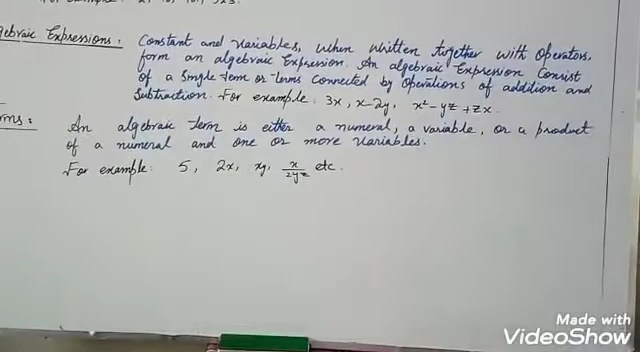 gebraic Expressions: Constant and variables, when written together with operators,
form an algebraic Expression. An algebraic Expression Consist
of a single term or terms connected by operations of addition and
subtraction. For example: 3x, x-2y, x²-yz+zx.
rms: An algebraic term is either a numeral, a variable, or a product
of a numeral and one or more variables.
For example: 5, 2x, xy, x/2yz etc.
Made with
VideoShow